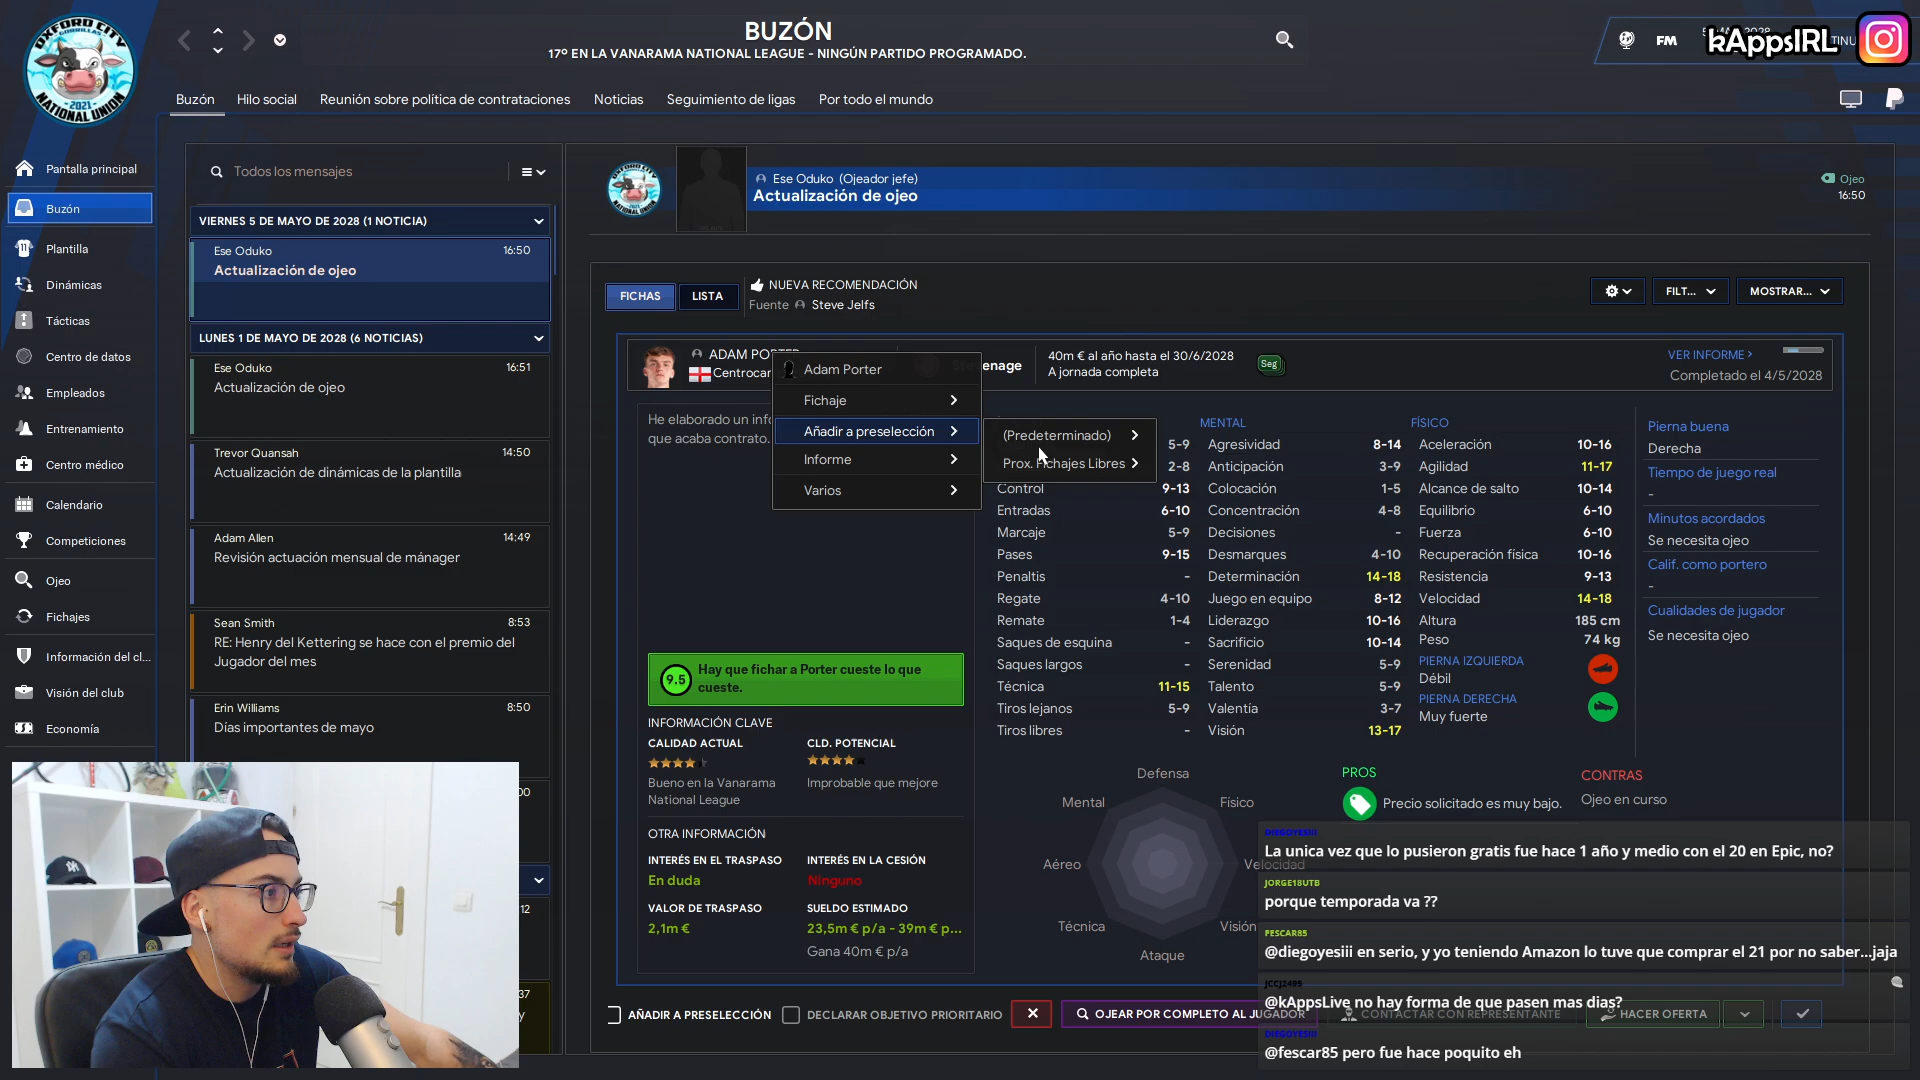 BUZÓN
17º EN LA VANARAMA NATIONAL LEAGUE - NINGÚN PARTIDO PROGRAMADO.
FM
kAppsIRL
OXFORD CITY
GORRILLAS
- 2021 -
NATIONAL UNION
Buzón
Hilo social
Reunión sobre política de contrataciones
Noticias
Seguimiento de ligas
Por todo el mundo
Pantalla principal
Buzón
Plantilla
Dinámicas
Tácticas
Centro de datos
Empleados
Entrenamiento
Centro médico
Calendario
Competiciones
Ojeo
Fichajes
Información del cl...
Visión del club
Economía
Todos los mensajes
VIERNES 5 DE MAYO DE 2028 (1 NOTICIA)
Ese Oduko 16:50
Actualización de ojeo
LUNES 1 DE MAYO DE 2028 (6 NOTICIAS)
Ese Oduko 16:51
Actualización de ojeo
Trevor Quansah 14:50
Actualización de dinámicas de la plantilla
Adam Allen 14:49
Revisión actuación mensual de mánager
Sean Smith 8:53
RE: Henry del Kettering se hace con el premio del
Jugador del mes
Erin Williams 8:50
Días importantes de mayo
00
12
37
y
Ese Oduko (Ojeador jefe)
Actualización de ojeo
Ojeo
16:50
FICHAS
LISTA
NUEVA RECOMENDACIÓN
Fuente Steve Jelfs
FILT...
MOSTRAR...
ADAM PORTER
Centrocar
enage
40m € al año hasta el 30/6/2028
A jornada completa
Seg
VER INFORME >
Completado el 4/5/2028
He elaborado un inf
que acaba contrato.
Adam Porter
Fichaje
Añadir a preselección
Informe
Varios
(Predeterminado)
Prox. Fichajes Libres
5-9
2-8
Control 9-13
Entradas 6-10
Marcaje 5-9
Pases 9-15
Penaltis -
Regate 4-10
Remate 1-4
Saques de esquina -
Saques largos -
Técnica 11-15
Tiros lejanos 5-9
Tiros libres -
MENTAL
Agresividad 8-14
Anticipación 3-9
Colocación 1-5
Concentración 4-8
Decisiones -
Desmarques 4-10
Determinación 14-18
Juego en equipo 8-12
Liderazgo 10-16
Sacrificio 10-14
Serenidad 5-9
Talento 5-9
Valentía 3-7
Visión 13-17
FÍSICO
Aceleración 10-16
Agilidad 11-17
Alcance de salto 10-14
Equilibrio 6-10
Fuerza 6-10
Recuperación física 10-16
Resistencia 9-13
Velocidad 14-18
Altura 185 cm
Peso 74 kg
PIERNA IZQUIERDA
Débil
PIERNA DERECHA
Muy fuerte
Pierna buena
Derecha
Tiempo de juego real
-
Minutos acordados
Se necesita ojeo
Calif. como portero
-
Cualidades de jugador
Se necesita ojeo
9.5
Hay que fichar a Porter cueste lo que
cueste.
INFORMACIÓN CLAVE
CALIDAD ACTUAL
Bueno en la Vanarama
National League
CLD. POTENCIAL
Improbable que mejore
OTRA INFORMACIÓN
INTERÉS EN EL TRASPASO
En duda
INTERÉS EN LA CESIÓN
Ninguno
VALOR DE TRASPASO
2,1m €
SUELDO ESTIMADO
23,5m € p/a - 39m € p...
Gana 40m € p/a
Defensa
Físico
Velocidad
Visión
Ataque
Técnica
Aéreo
Mental
PROS
Precio solicitado es muy bajo.
CONTRAS
Ojeo en curso
DIEGOYESIII
La unica vez que lo pusieron gratis fue hace 1 año y medio con el 20 en Epic, no?
JORGE18UTB
porque temporada va ??
FESCAR85
@diegoyesiii en serio, y yo teniendo Amazon lo tuve que comprar el 21 por no saber...jaja
JCCJ2495
@kAppsLive no hay forma de que pasen mas dias?
DIEGOYESIII
@fescar85 pero fue hace poquito eh
AÑADIR A PRESELECCIÓN
DECLARAR OBJETIVO PRIORITARIO
OJEAR POR COMPLETO AL JUGADOR
CONTACTAR CON REPRESENTANTE
HACER OFERTA